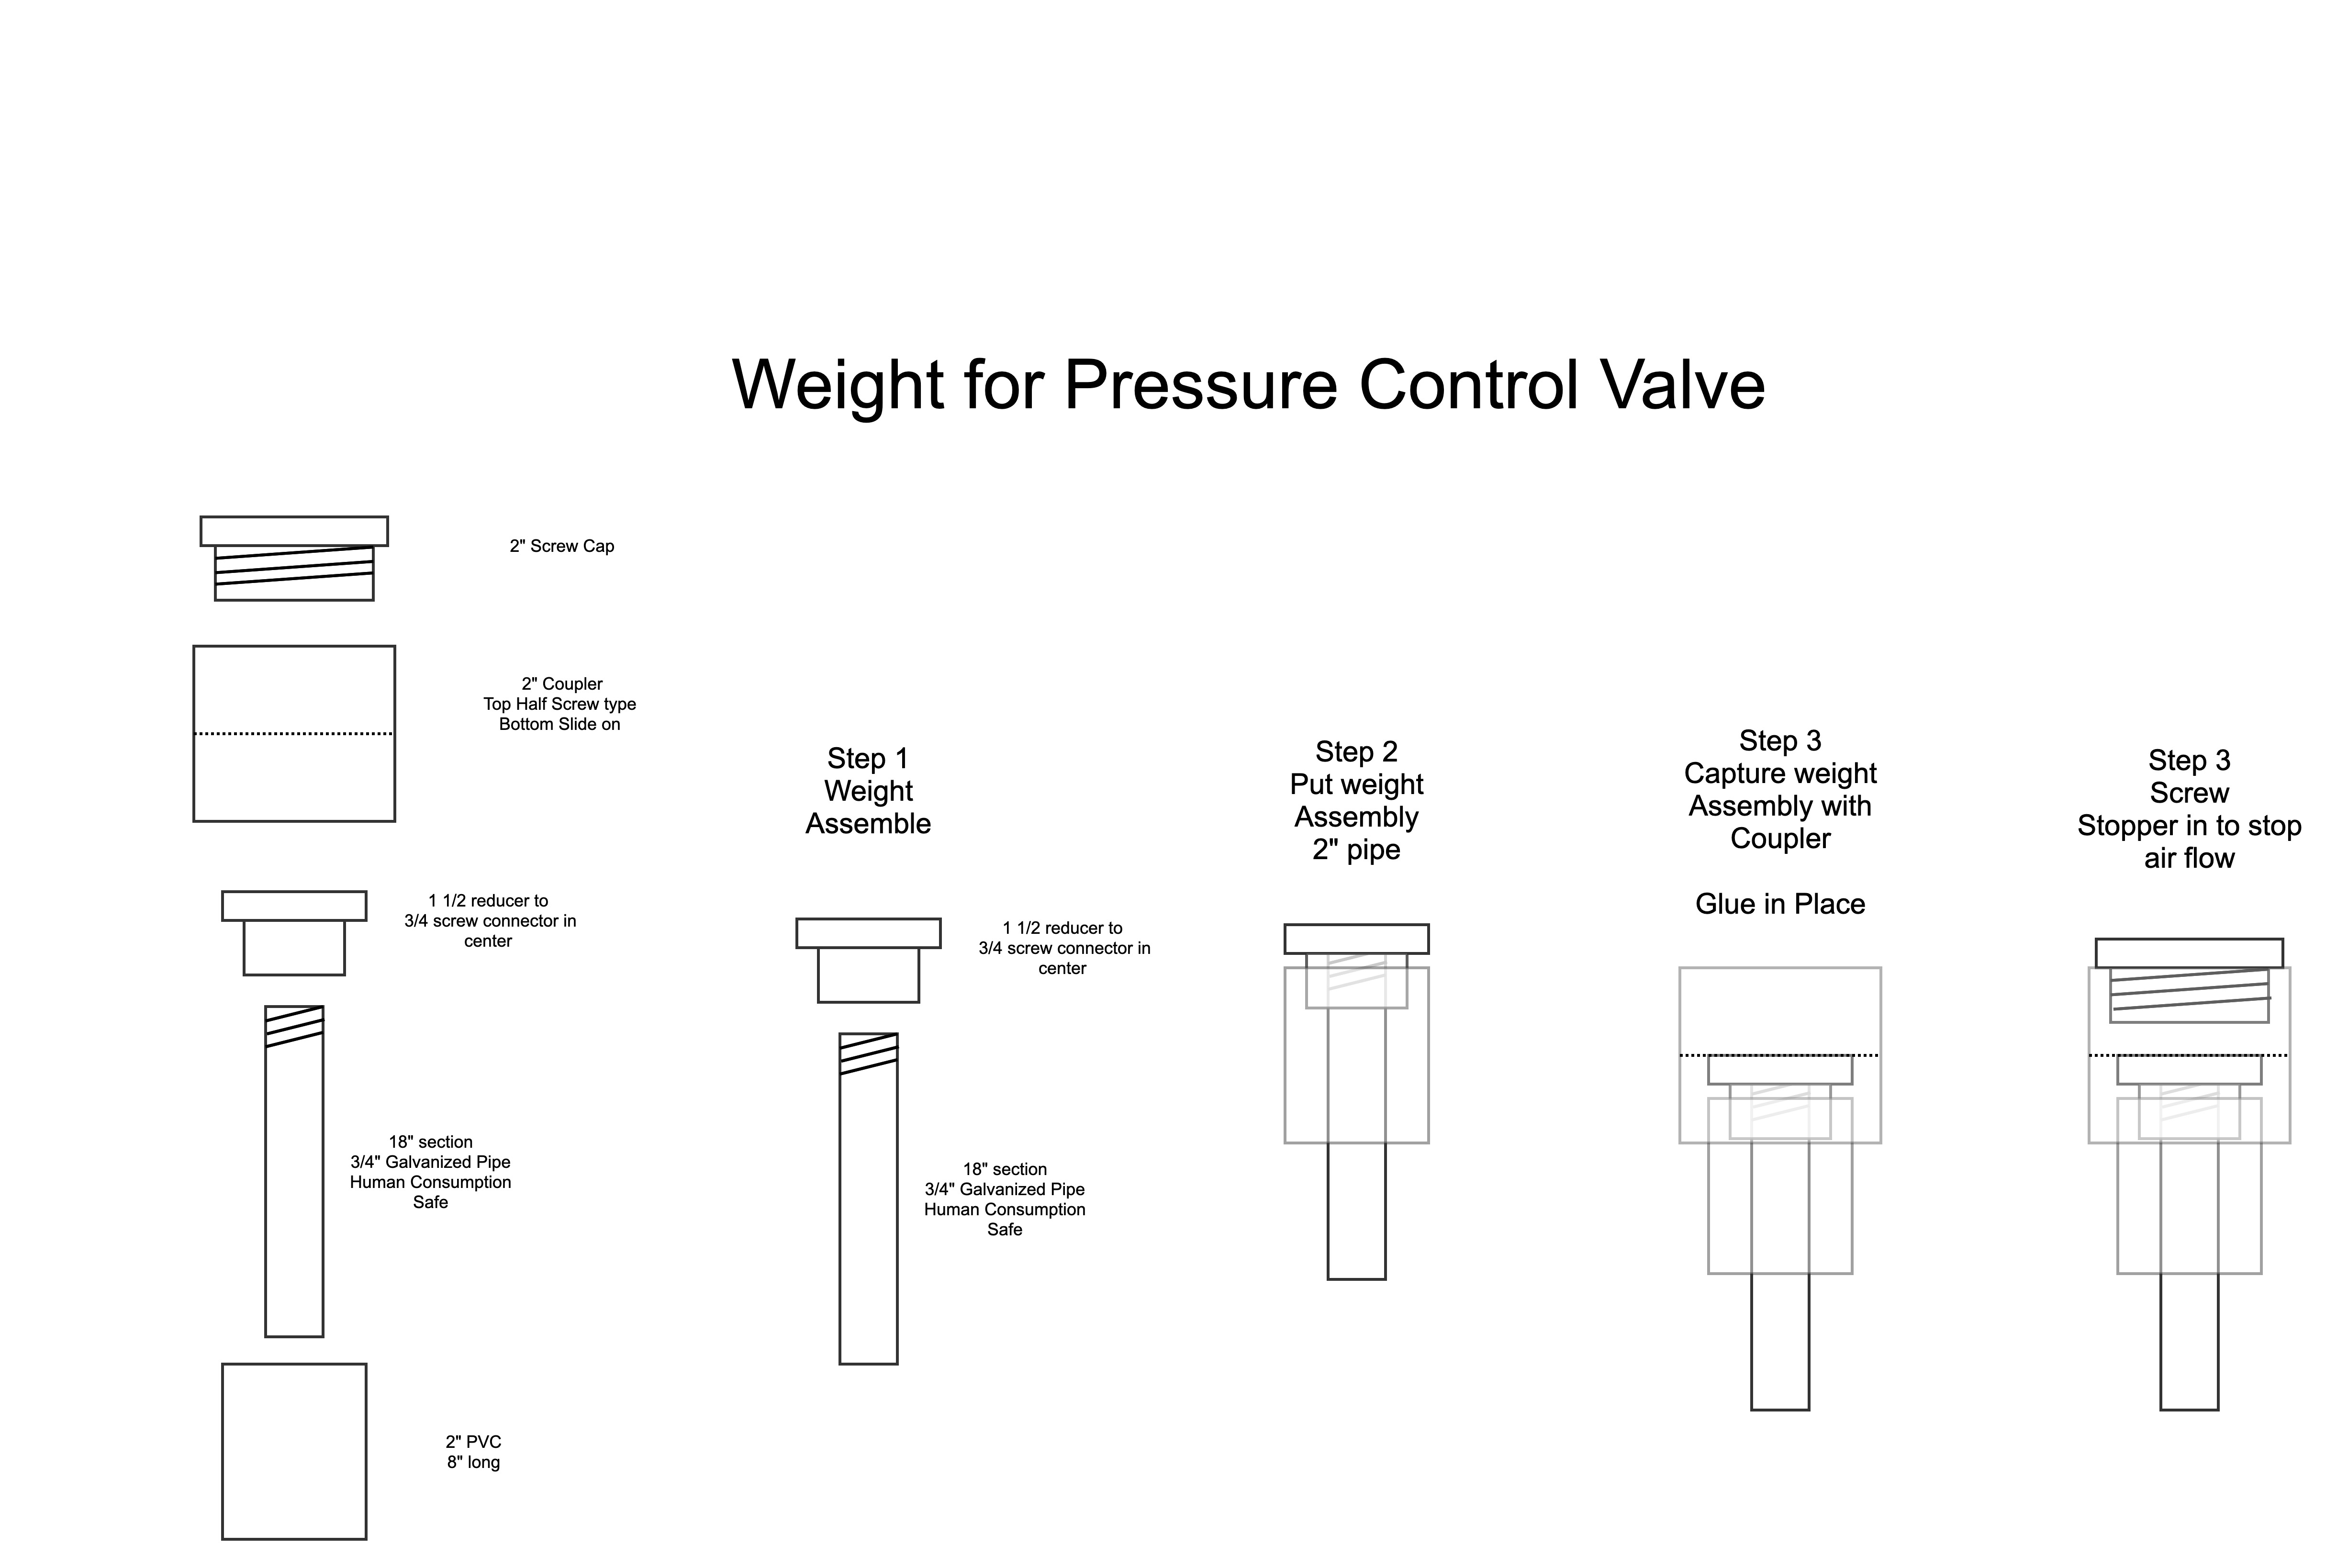 Weight for Pressure Control Valve
2" Screw Cap
2" Coupler
Top Half Screw type
Bottom Slide on
1 1/2 reducer to
3/4 screw connector in
center
18" section
3/4" Galvanized Pipe
Human Consumption
Safe
2" PVC
8" long
Step 1
Weight
Assemble
1 1/2 reducer to
3/4 screw connector in
center
18" section
3/4" Galvanized Pipe
Human Consumption
Safe
Step 2
Put weight
Assembly
2" pipe
Step 3
Capture weight
Assembly with
Coupler
Glue in Place
Step 3
Screw
Stopper in to stop
air flow